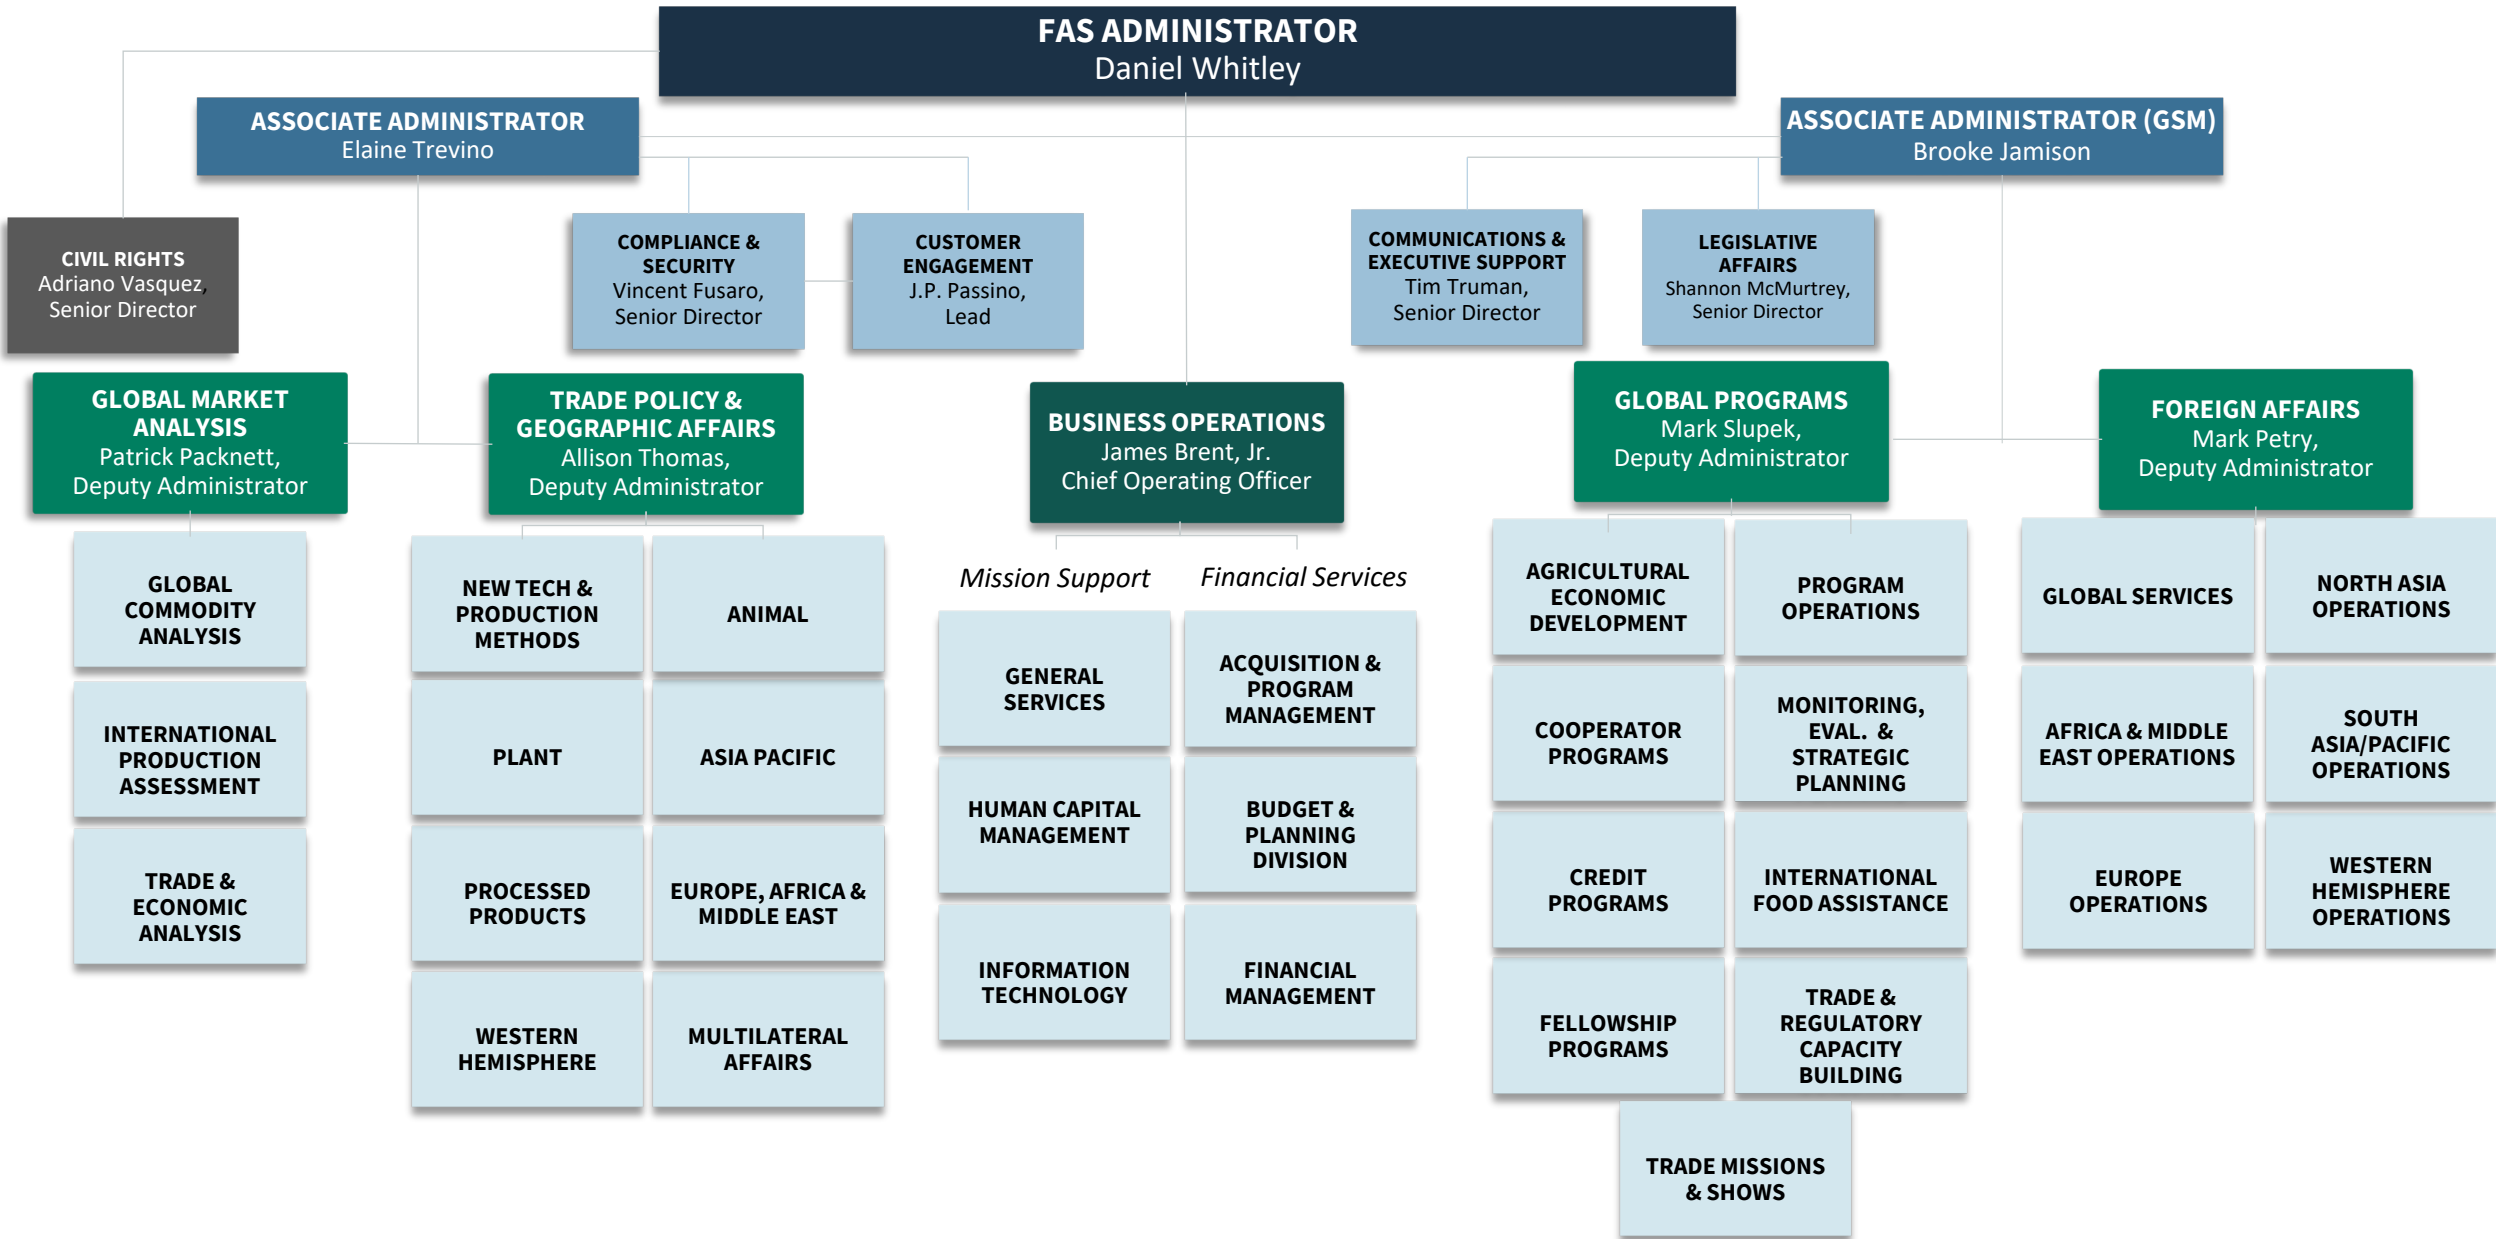 FAS ADMINISTRATOR
Daniel Whitley
ASSOCIATE ADMINISTRATOR
Elaine Trevino
ASSOCIATE ADMINISTRATOR (GSM)
Brooke Jamison
CIVIL RIGHTS
Adriano Vasquez,
Senior Director
COMPLIANCE &
SECURITY
Vincent Fusaro,
Senior Director
CUSTOMER
ENGAGEMENT
J.P. Passino,
Lead
COMMUNICATIONS &
EXECUTIVE SUPPORT
Tim Truman,
Senior Director
LEGISLATIVE
AFFAIRS
Shannon McMurtrey,
Senior Director
GLOBAL MARKET
ANALYSIS
Patrick Packnett,
Deputy Administrator
TRADE POLICY &
GEOGRAPHIC AFFAIRS
Allison Thomas,
Deputy Administrator
BUSINESS OPERATIONS
James Brent, Jr.
Chief Operating Officer
GLOBAL PROGRAMS
Mark Slupek,
Deputy Administrator
FOREIGN AFFAIRS
Mark Petry,
Deputy Administrator
GLOBAL
COMMODITY
ANALYSIS
INTERNATIONAL
PRODUCTION
ASSESSMENT
TRADE &
ECONOMIC
ANALYSIS
NEW TECH &
PRODUCTION
METHODS
ANIMAL
PLANT
ASIA PACIFIC
PROCESSED
PRODUCTS
EUROPE, AFRICA &
MIDDLE EAST
WESTERN
HEMISPHERE
MULTILATERAL
AFFAIRS
Mission Support
Financial Services
GENERAL
SERVICES
ACQUISITION &
PROGRAM
MANAGEMENT
HUMAN CAPITAL
MANAGEMENT
BUDGET &
PLANNING
DIVISION
INFORMATION
TECHNOLOGY
FINANCIAL
MANAGEMENT
AGRICULTURAL
ECONOMIC
DEVELOPMENT
PROGRAM
OPERATIONS
COOPERATOR
PROGRAMS
MONITORING,
EVAL. &
STRATEGIC
PLANNING
CREDIT
PROGRAMS
INTERNATIONAL
FOOD ASSISTANCE
FELLOWSHIP
PROGRAMS
TRADE &
REGULATORY
CAPACITY
BUILDING
TRADE MISSIONS
& SHOWS
GLOBAL SERVICES
NORTH ASIA
OPERATIONS
AFRICA & MIDDLE
EAST OPERATIONS
SOUTH
ASIA/PACIFIC
OPERATIONS
EUROPE
OPERATIONS
WESTERN
HEMISPHERE
OPERATIONS